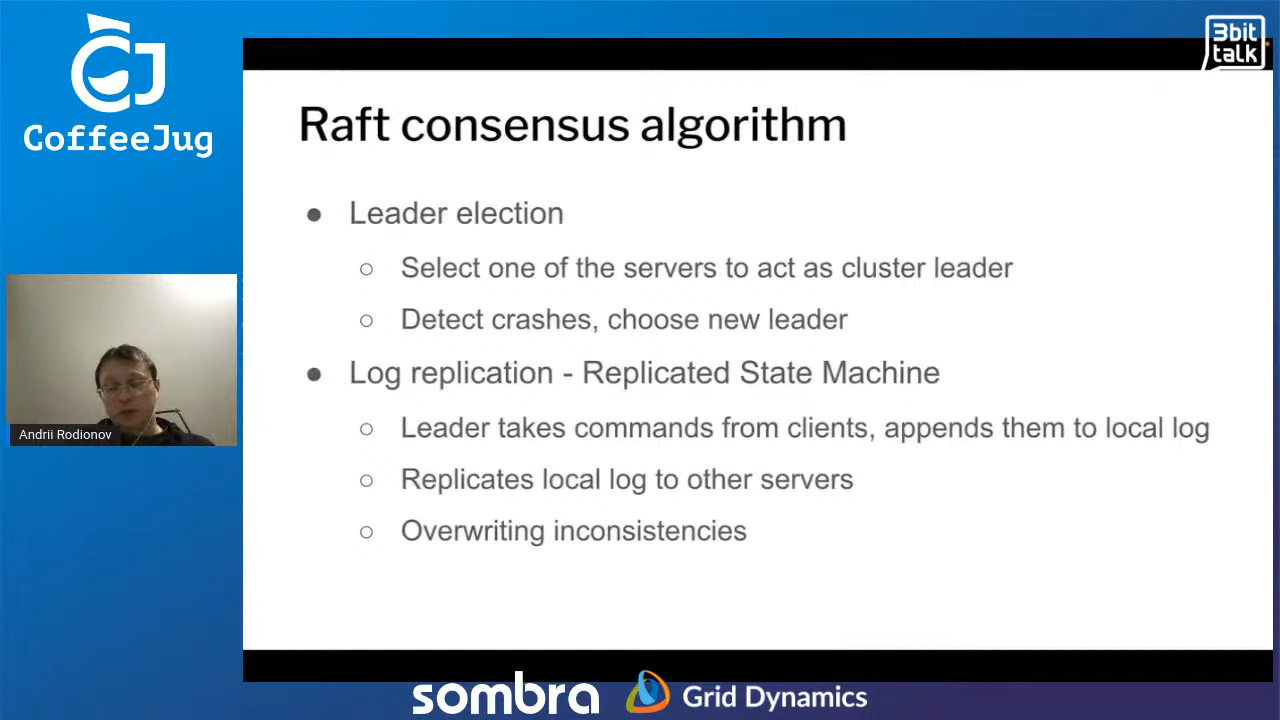 CJ
CoffeeJug
3bit
talk
Raft consensus algorithm
● Leader election
○ Select one of the servers to act as cluster leader
○ Detect crashes, choose new leader
● Log replication - Replicated State Machine
○ Leader takes commands from clients, appends them to local log
○ Replicates local log to other servers
○ Overwriting inconsistencies
Andrii Rodionov
sombra
Grid Dynamics